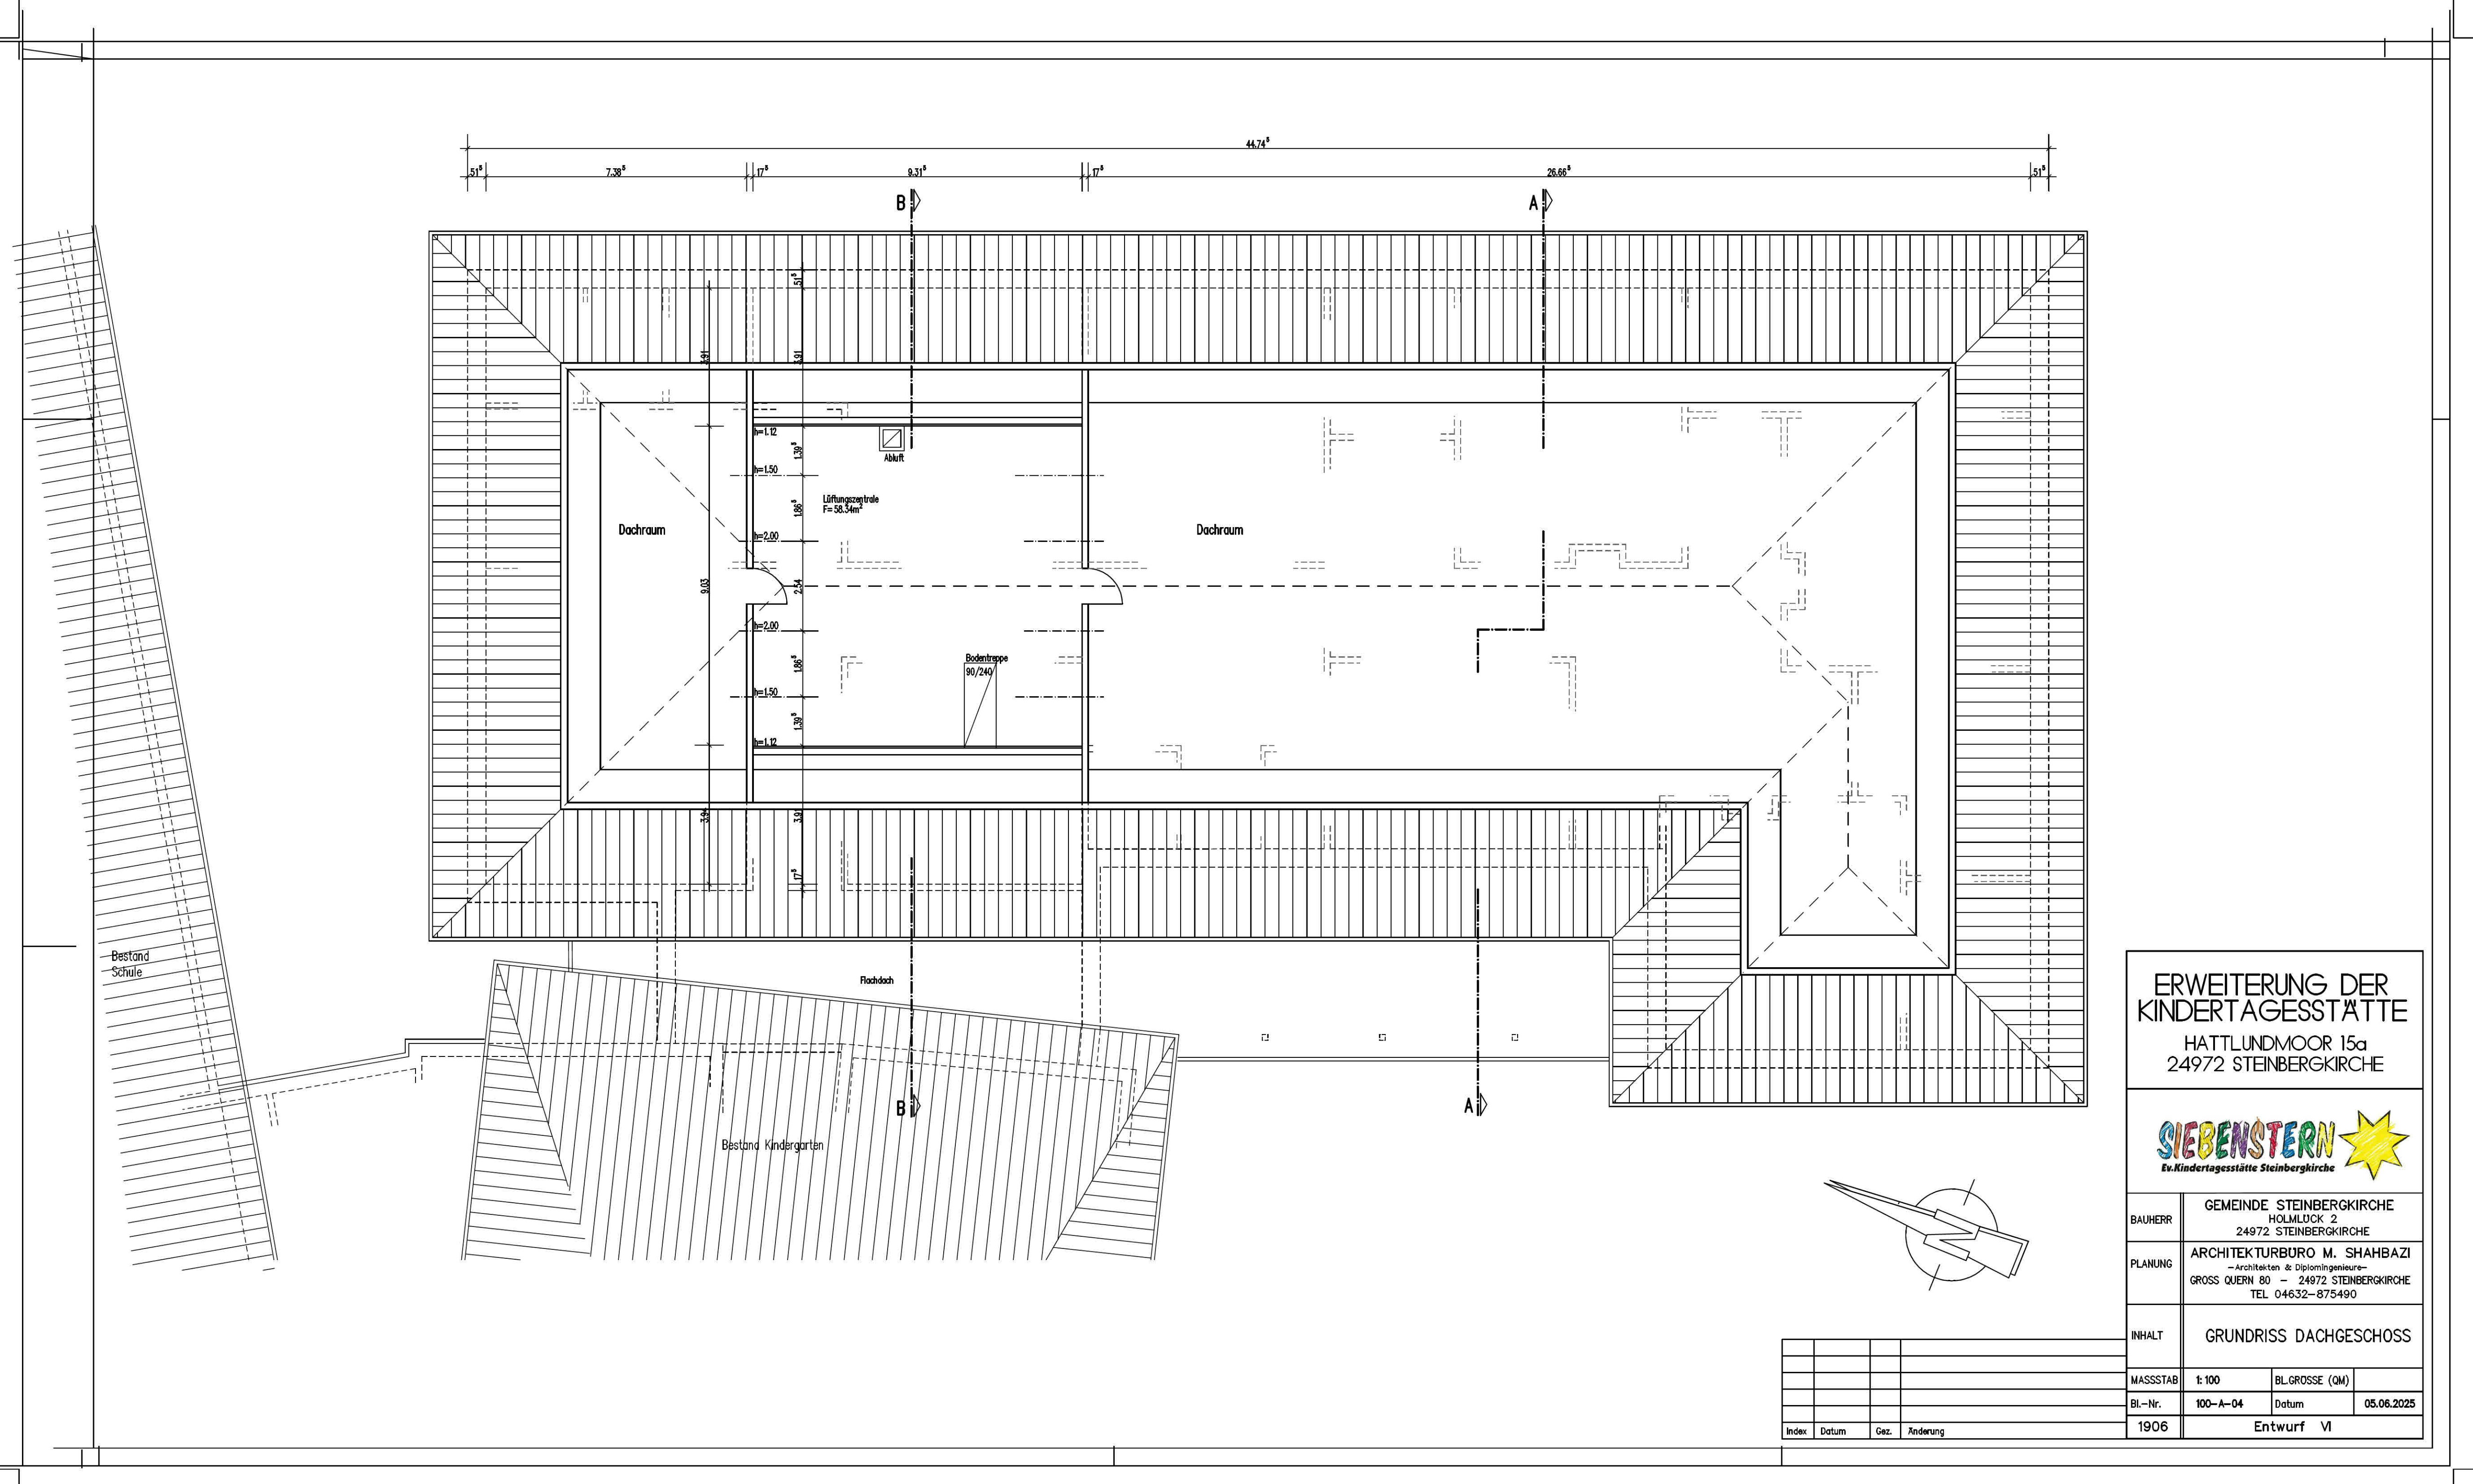 44.74⁵
51⁵
7.38⁵
17⁵
9.31⁵
17⁵
26.66⁵
51⁵
B
A
51⁵
3.91
3.91
h=1.12
1.39⁵
Abluft
h=1.50
Lüftungszentrale
F= 58.34m²
1.86⁵
Dachraum
Dachraum
h=2.00
9.03
2.54
h=2.00
Bodentreppe
90/240
1.86⁵
h=1.50
1.39⁵
h=1.12
3.94
3.91
17⁵
Bestand
Schule
Flachdach
B
A
Bestand Kindergarten
ERWEITERUNG DER
KINDERTAGESSTÄTTE
HATTLUNDMOOR 15a
24972 STEINBERGKIRCHE
SIEBENSTERN
Ev.Kindertagesstätte Steinbergkirche
BAUHERR
GEMEINDE STEINBERGKIRCHE
HOLMLÜCK 2
24972 STEINBERGKIRCHE
PLANUNG
ARCHITEKTURBÜRO M. SHAHBAZI
-Architekten & Diplomingenieure-
GROSS QUERN 80 - 24972 STEINBERGKIRCHE
TEL 04632-875490
INHALT
GRUNDRISS DACHGESCHOSS
MASSSTAB 1:100 BL.GRÖSSE (QM)
Bl.-Nr. 100-A-04 Datum 05.06.2025
1906 Entwurf VI
Index Datum Gez. Änderung
N